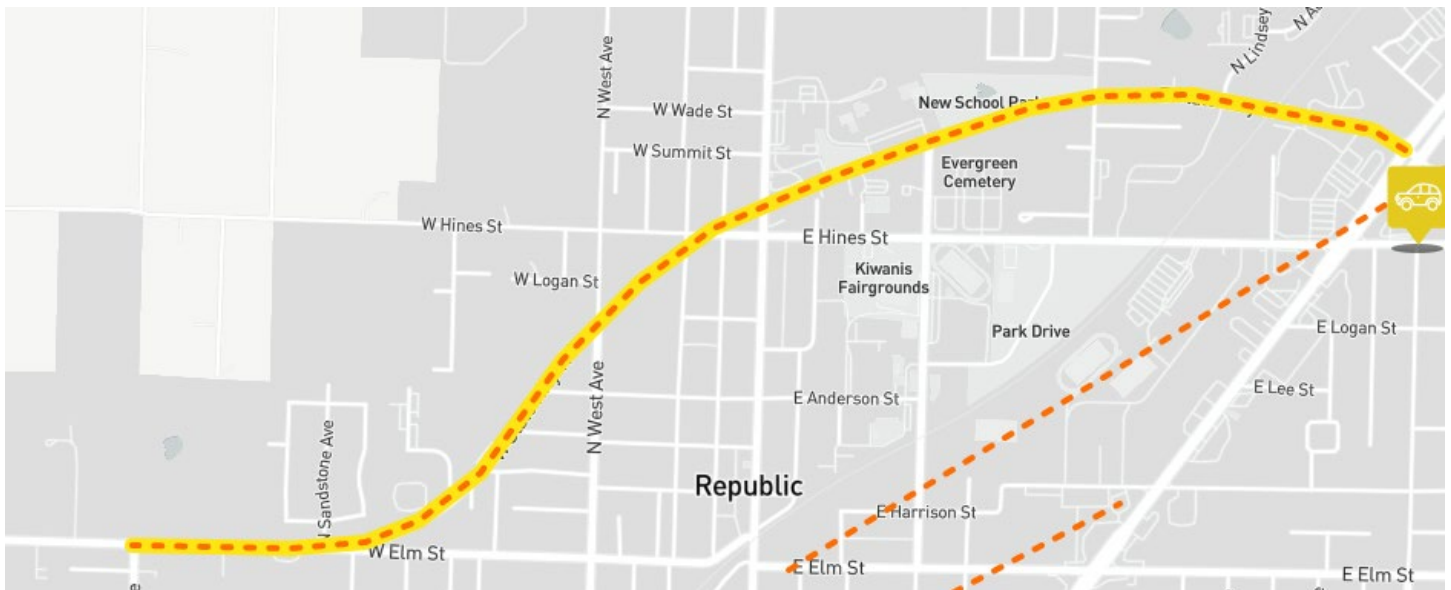 N West Ave
N Lindsey
W Wade St
New School Park
W Summit St
Evergreen
Cemetery
W Hines St
E Hines St
W Logan St
Kiwanis
Fairgrounds
Park Drive
E Logan St
E Lee St
E Anderson St
N West Ave
N Sandstone Ave
Republic
E Harrison St
W Elm St
E Elm St
E Elm St